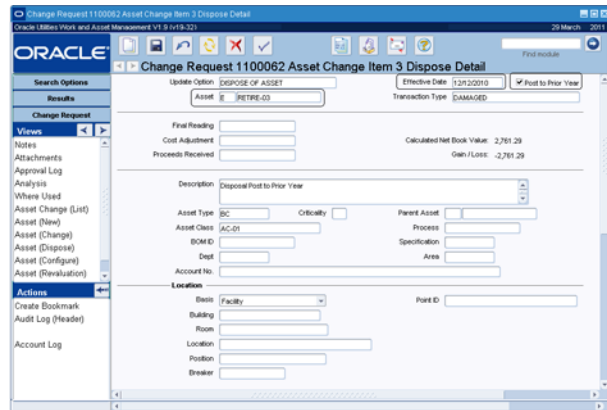 Change Request 1100062 Asset Change Item 3 Dispose Detail
Oracle Utilities Work and Asset Management V1.9 (v19-32) 29 March 2011
ORACLE
Find module
Change Request 1100062 Asset Change Item 3 Dispose Detail
Search Options
Results
Change Request
Views
Notes
Attachments
Approval Log
Analysis
Where Used
Asset Change (List)
Asset (New)
Asset (Change)
Asset (Dispose)
Asset (Configure)
Asset (Revaluation)
Actions
Create Bookmark
Audit Log (Header)
Account Log
Update Option DISPOSE OF ASSET Effective Date 12/12/2010 Post to Prior Year
Asset E RETIRE-03 Transaction Type DAMAGED
Final Reading
Cost Adjustment Calculated Net Book Value: 2,761.29
Proceeds Received Gain / Loss: -2,761.29
Description Disposal Post to Prior Year
Asset Type BC Criticality Parent Asset
Asset Class AC-01 Process
BOM ID Specification
Dept Area
Account No.
Location
Basis Facility Point ID
Building
Room
Location
Position
Breaker